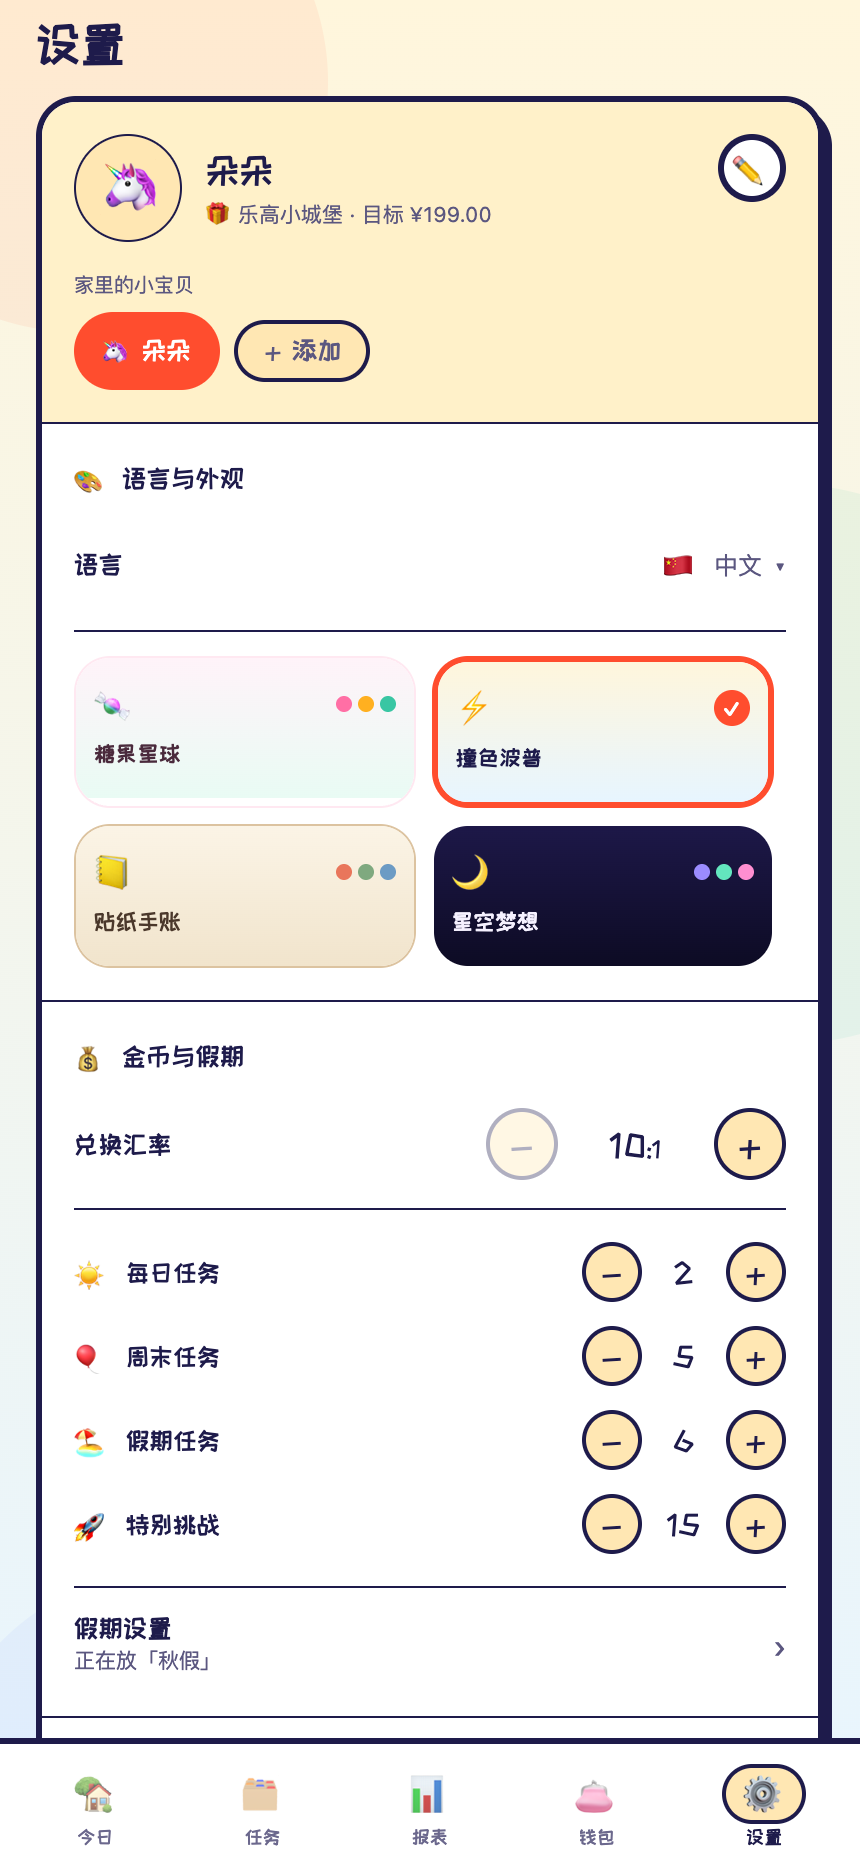 设置
朵朵
乐高小城堡 · 目标 ¥199.00
家里的小宝贝
朵朵
+ 添加
语言与外观
语言
中文 ▾
糖果星球
撞色波普
贴纸手账
星空梦想
金币与假期
兑换汇率
− 10:1 +
每日任务
− 2 +
周末任务
− 5 +
假期任务
− 6 +
特别挑战
− 15 +
假期设置
正在放「秋假」
›
今日
任务
报表
钱包
设置